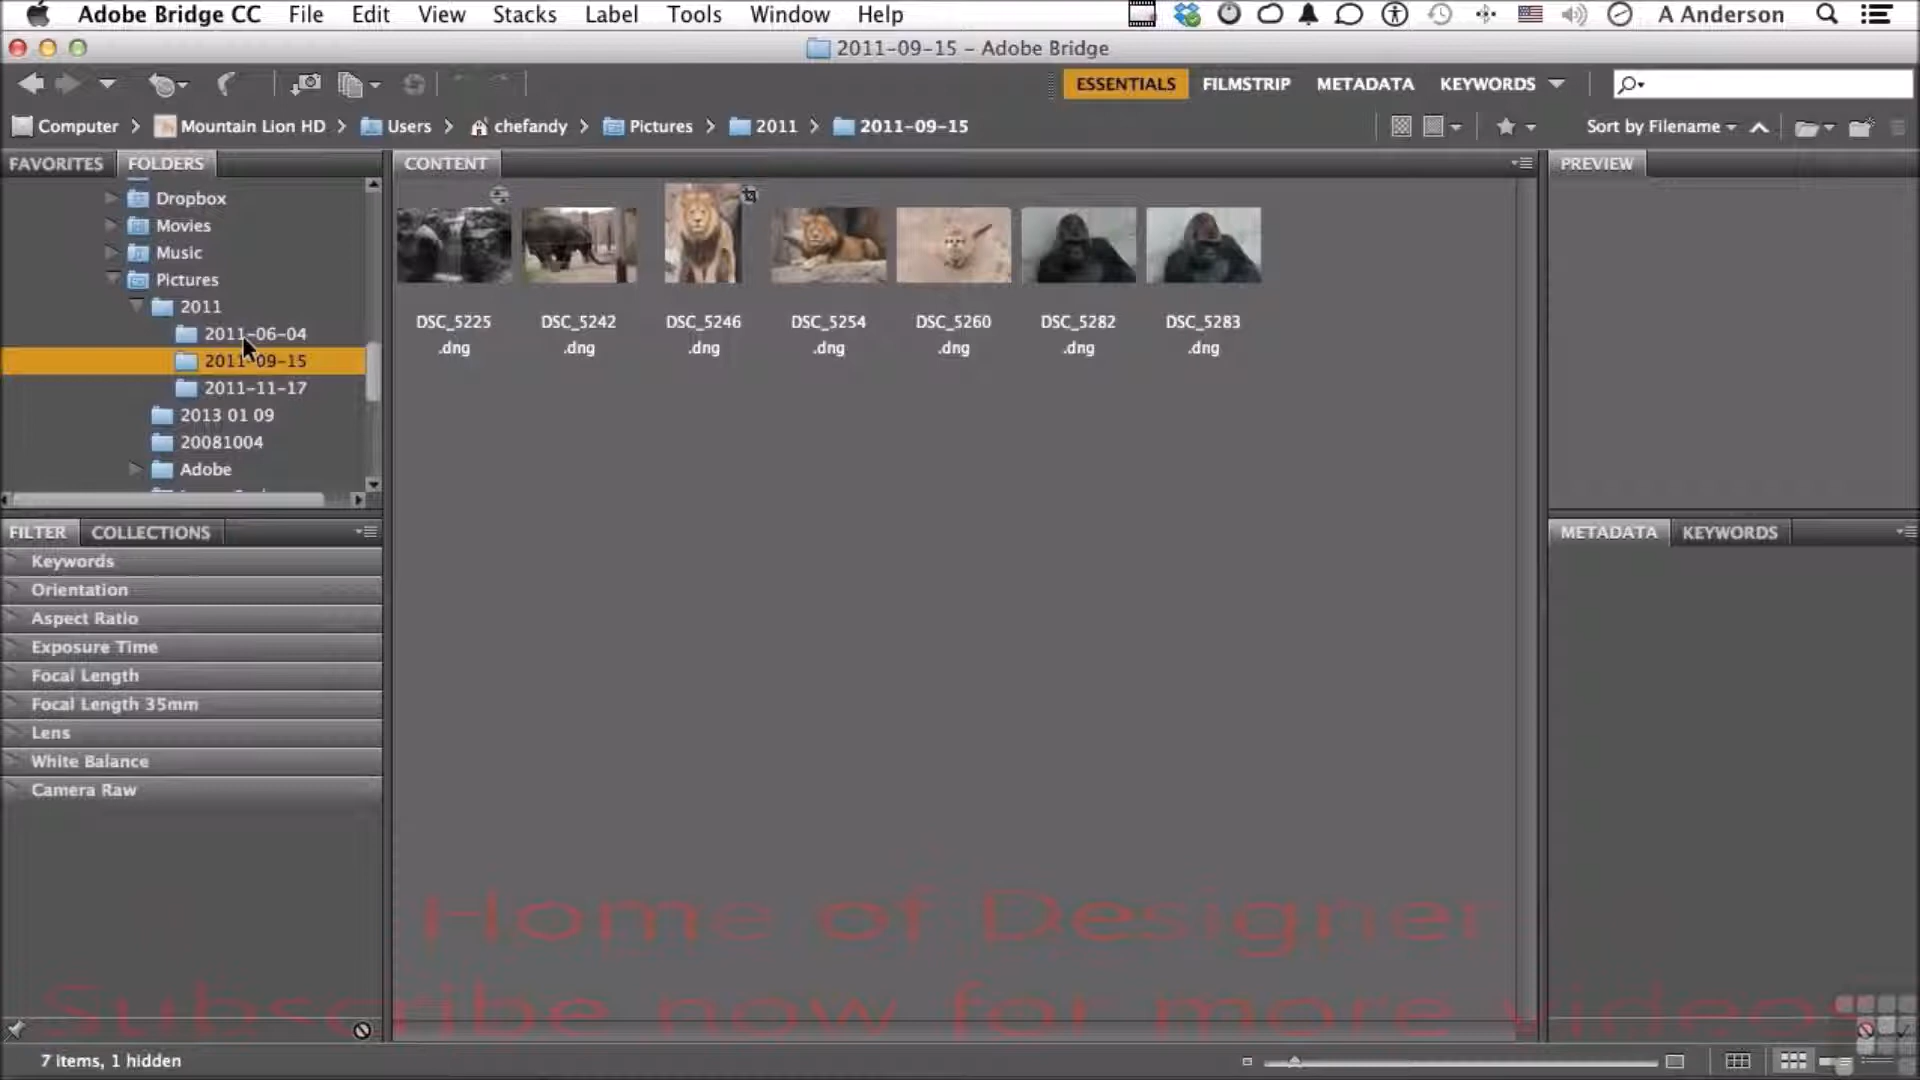 Adobe Bridge CC File Edit View Stacks Label Tools Window Help A Anderson
2011-09-15 – Adobe Bridge
ESSENTIALS FILMSTRIP METADATA KEYWORDS
Computer Mountain Lion HD Users chefandy Pictures 2011 2011-09-15 Sort by Filename
FAVORITES FOLDERS CONTENT PREVIEW
Dropbox
Movies
Music
Pictures
2011
2011-06-04
2011-09-15
2011-11-17
2013 01 09
20081004
Adobe
DSC_5225 DSC_5242 DSC_5246 DSC_5254 DSC_5260 DSC_5282 DSC_5283
.dng .dng .dng .dng .dng .dng .dng
FILTER COLLECTIONS METADATA KEYWORDS
Keywords
Orientation
Aspect Ratio
Exposure Time
Focal Length
Focal Length 35mm
Lens
White Balance
Camera Raw
Home of Designer
Subscribe now for more videos
7 items, 1 hidden